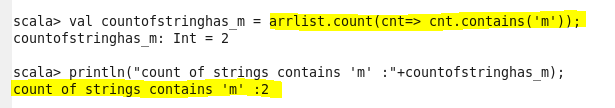 scala> val countofstringhas_m = arrlist.count(cnt=> cnt.contains('m'));
countofstringhas_m: Int = 2
scala> println("count of strings contains 'm' :"+countofstringhas_m);
count of strings contains 'm' :2